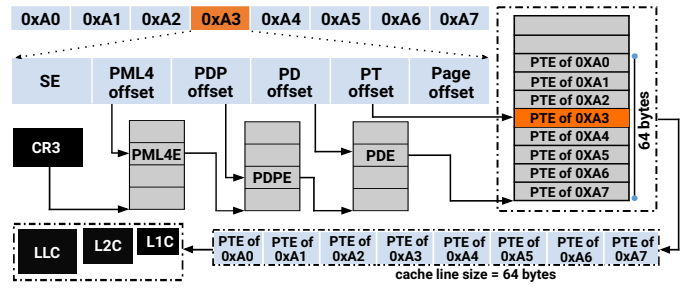 0xA0 0xA1 0xA2 0xA3 0xA4 0xA5 0xA6 0xA7
SE PML4 offset PDP offset PD offset PT offset Page offset
CR3
PML4E
PDPE
PDE
PTE of 0XA0
PTE of 0XA1
PTE of 0XA2
PTE of 0XA3
PTE of 0XA4
PTE of 0XA5
PTE of 0XA6
PTE of 0XA7
64 bytes
LLC
L2C
L1C
PTE of 0xA0 PTE of 0xA1 PTE of 0xA2 PTE of 0xA3 PTE of 0xA4 PTE of 0xA5 PTE of 0xA6 PTE of 0xA7
cache line size = 64 bytes